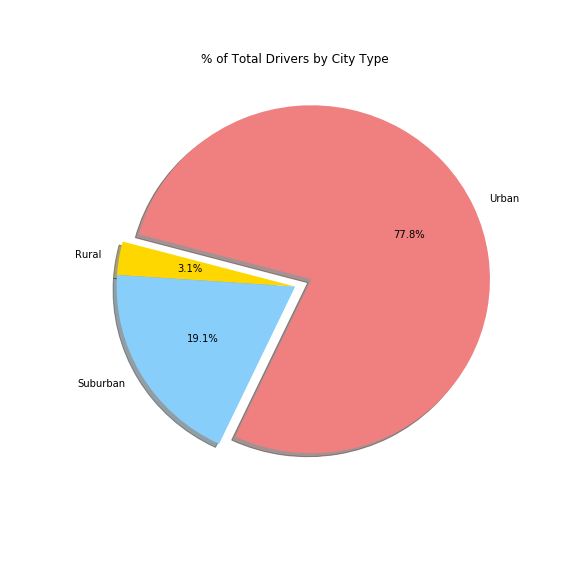 % of Total Drivers by City Type
Urban
77.8%
Rural
3.1%
19.1%
Suburban